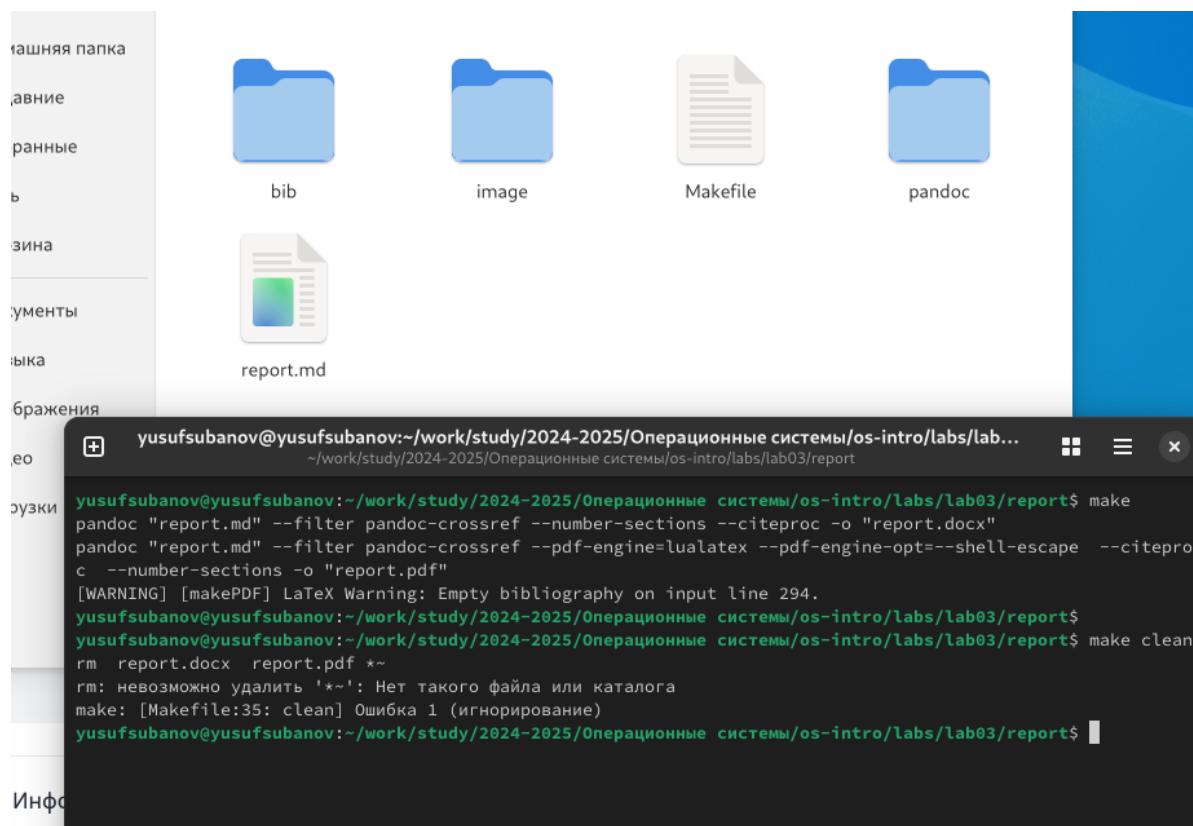 машняя папка
давние
ранные
ь
зина
ументы
ыка
бражения
ео
рузки
bib
image
Makefile
pandoc
report.md
yusufsubanov@yusufsubanov:~/work/study/2024-2025/Операционные системы/os-intro/labs/lab...
~/work/study/2024-2025/Операционные системы/os-intro/labs/lab03/report
yusufsubanov@yusufsubanov:~/work/study/2024-2025/Операционные системы/os-intro/labs/lab03/report$ make
pandoc "report.md" --filter pandoc-crossref --number-sections --citeproc -o "report.docx"
pandoc "report.md" --filter pandoc-crossref --pdf-engine=lualatex --pdf-engine-opt=--shell-escape  --citepro
c  --number-sections -o "report.pdf"
[WARNING] [makePDF] LaTeX Warning: Empty bibliography on input line 294.
yusufsubanov@yusufsubanov:~/work/study/2024-2025/Операционные системы/os-intro/labs/lab03/report$
yusufsubanov@yusufsubanov:~/work/study/2024-2025/Операционные системы/os-intro/labs/lab03/report$ make clean
rm  report.docx  report.pdf *~
rm: невозможно удалить '*~': Нет такого файла или каталога
make: [Makefile:35: clean] Ошибка 1 (игнорирование)
yusufsubanov@yusufsubanov:~/work/study/2024-2025/Операционные системы/os-intro/labs/lab03/report$
Инфо